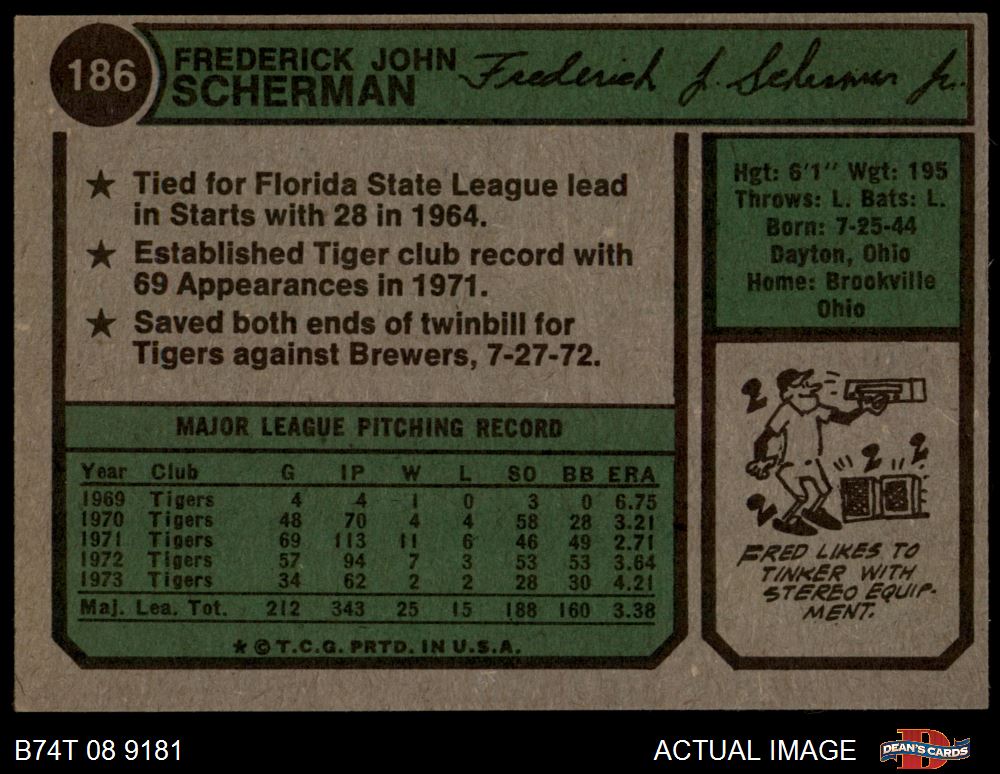 186
FREDERICK JOHN
SCHERMAN
Frederick J. Scherman Jr.
★ Tied for Florida State League lead
in Starts with 28 in 1964.
★ Established Tiger club record with
69 Appearances in 1971.
★ Saved both ends of twinbill for
Tigers against Brewers, 7-27-72.
MAJOR LEAGUE PITCHING RECORD
Year Club G IP W L SO BB ERA
1969 Tigers 4 4 1 0 3 0 6.75
1970 Tigers 48 70 4 4 58 28 3.21
1971 Tigers 69 113 11 6 46 49 2.71
1972 Tigers 57 94 7 3 53 53 3.64
1973 Tigers 34 62 2 2 28 30 4.21
Maj. Lea. Tot. 212 343 25 15 188 160 3.38
★ © T.C.G. PRTD. IN U.S.A.
Hgt: 6'1" Wgt: 195
Throws: L. Bats: L.
Born: 7-25-44
Dayton, Ohio
Home: Brookville
Ohio
2
2
2
2
FRED LIKES TO
TINKER WITH
STEREO EQUIP-
MENT.
B74T 08 9181
ACTUAL IMAGE
DEAN'S CARDS